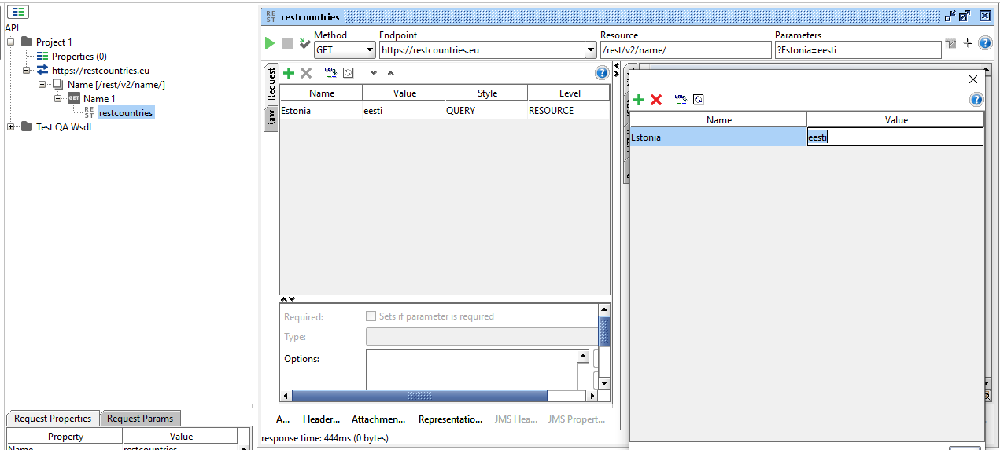 API
Project 1
Properties (0)
https://restcountries.eu
Name [/rest/v2/name/]
GET Name 1
REST restcountries
Test QA Wsdl
Request Properties Request Params
Property Value
Name restcountries
REST restcountries
Method Endpoint Resource Parameters
GET https://restcountries.eu /rest/v2/name/ ?Estonia=eesti
Request
Raw
Name Value Style Level
Estonia eesti QUERY RESOURCE
Required: Sets if parameter is required
Type:
Options:
A... Header... Attachmen... Representatio... JMS Hea... JMS Propert...
response time: 444ms (0 bytes)
Name Value
Estonia eesti